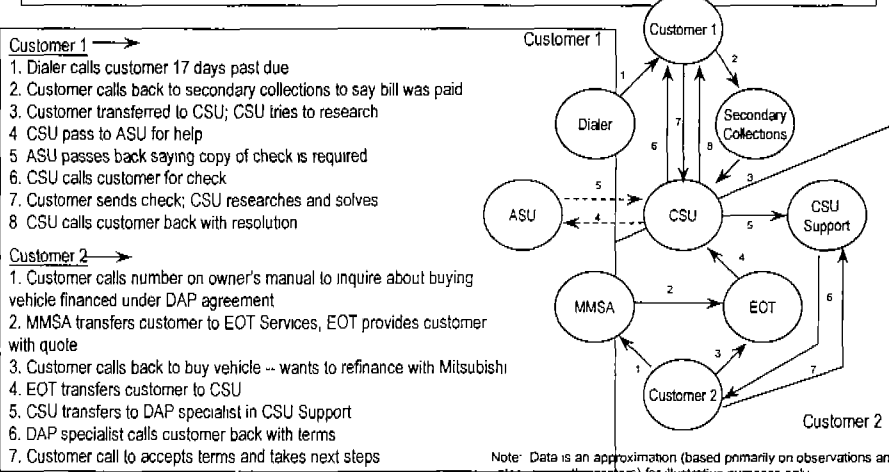 Customer 1
1. Dialer calls customer 17 days past due
2. Customer calls back to secondary collections to say bill was paid
3. Customer transferred to CSU; CSU tries to research
4 CSU pass to ASU for help
5 ASU passes back saying copy of check is required
6. CSU calls customer for check
7. Customer sends check; CSU researches and solves
8 CSU calls customer back with resolution
Customer 2
1. Customer calls number on owner's manual to inquire about buying
vehicle financed under DAP agreement
2. MMSA transfers customer to EOT Services, EOT provides customer
with quote
3. Customer calls back to buy vehicle -- wants to refinance with Mitsubishi
4. EOT transfers customer to CSU
5. CSU transfers to DAP specialist in CSU Support
6. DAP specialist calls customer back with terms
7. Customer call to accepts terms and takes next steps
Customer 1
Customer 1
1
2
Dialer
Secondary
Collections
6
7
8
3
5
ASU
4
CSU
5
CSU
Support
4
MMSA
2
EOT
6
1
3
7
Customer 2
Customer 2
Note: Data is an approximation (based primarily on observations